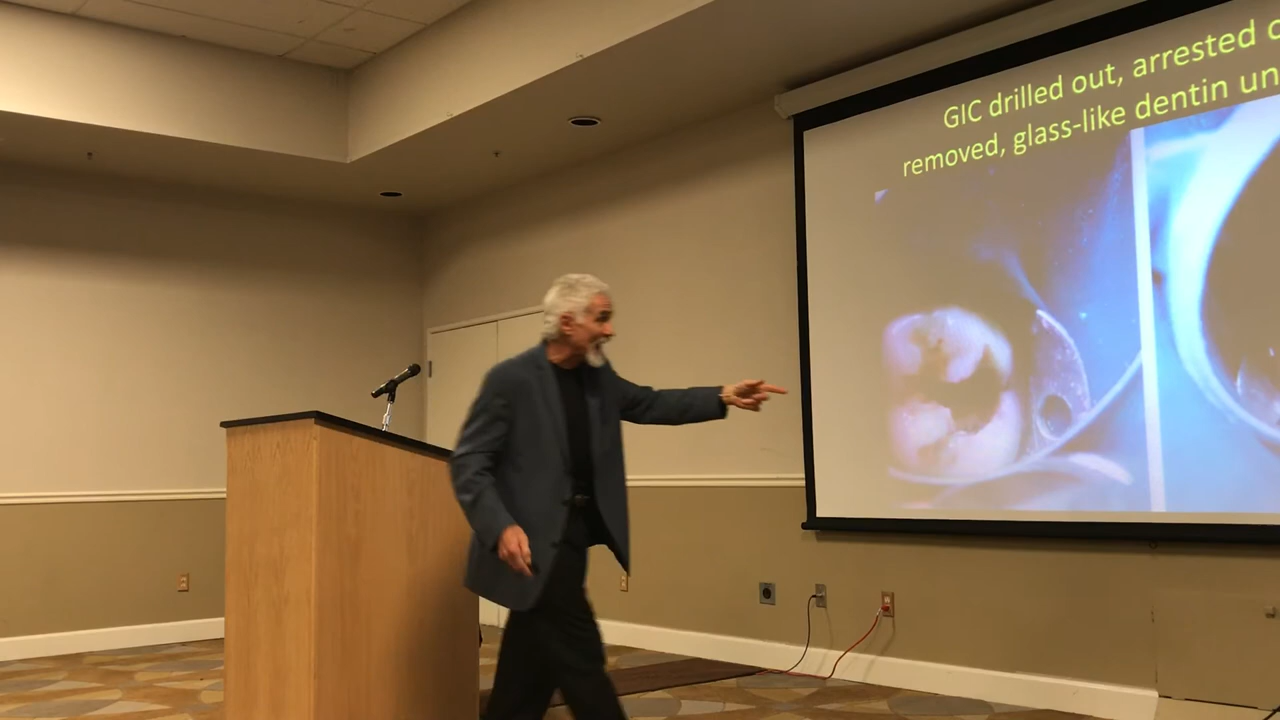 GIC drilled out, arrested
removed, glass-like dentin